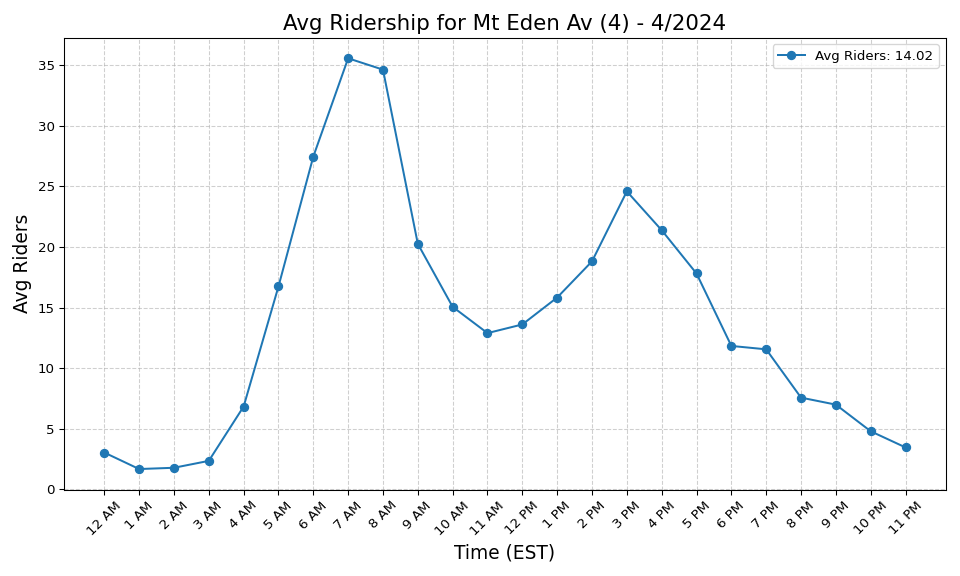 Avg Ridership for Mt Eden Av (4) - 4/2024
Avg Riders: 14.02
Avg Riders
35
30
25
20
15
10
5
0
12 AM
1 AM
2 AM
3 AM
4 AM
5 AM
6 AM
7 AM
8 AM
9 AM
10 AM
11 AM
12 PM
1 PM
2 PM
3 PM
4 PM
5 PM
6 PM
7 PM
8 PM
9 PM
10 PM
11 PM
Time (EST)